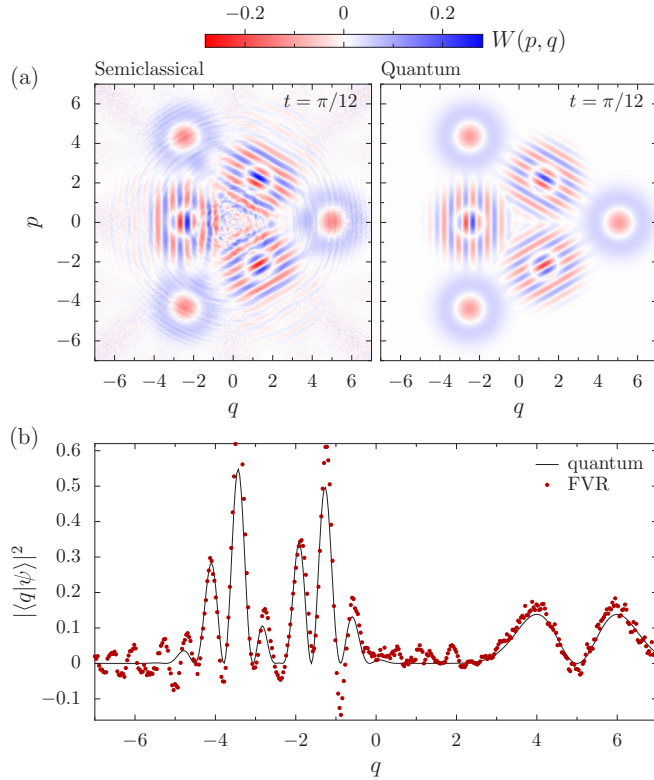 −0.2 0 0.2
W(p, q)
(a)
Semiclassical Quantum
t = π/12 t = π/12
6
4
2
0
−2
−4
−6
p
−6 −4 −2 0 2 4 6 −6 −4 −2 0 2 4 6
q q
(b)
0.6
0.5
0.4
0.3
0.2
0.1
0
−0.1
|⟨q|ψ⟩|²
quantum
FVR
−6 −4 −2 0 2 4 6
q